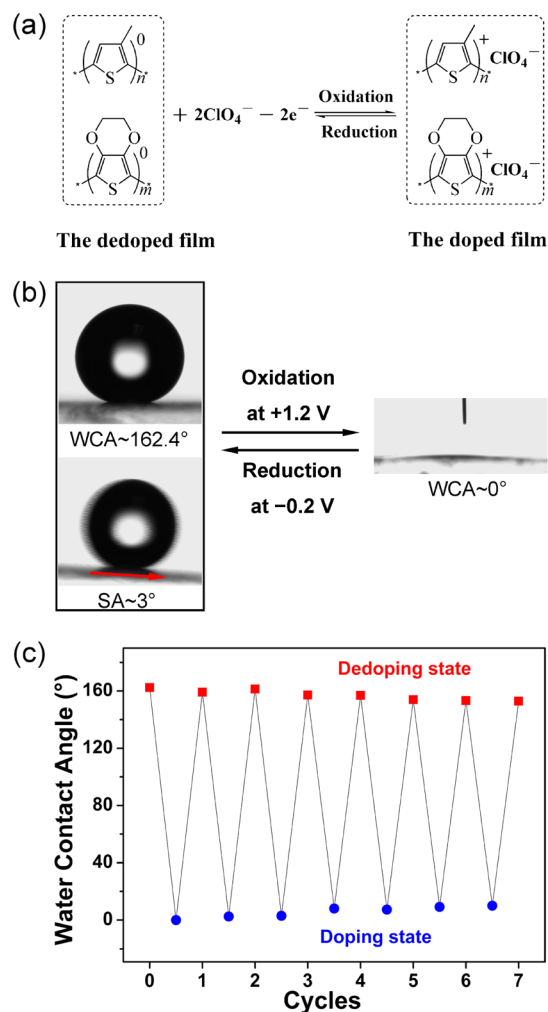 (a)
0
+
ClO₄⁻
* ( ) n *
S
* ( ) n *
S
+ 2ClO₄⁻ − 2e⁻
Oxidation
Reduction
O O
0
O O
+
ClO₄⁻
* ( ) m *
S
* ( ) m *
S
The dedoped film
The doped film
(b)
WCA~162.4°
Oxidation
at +1.2 V
Reduction
at −0.2 V
WCA~0°
SA~3°
(c)
Water Contact Angle (°)
160
120
80
40
0
Dedoping state
Doping state
0 1 2 3 4 5 6 7
Cycles